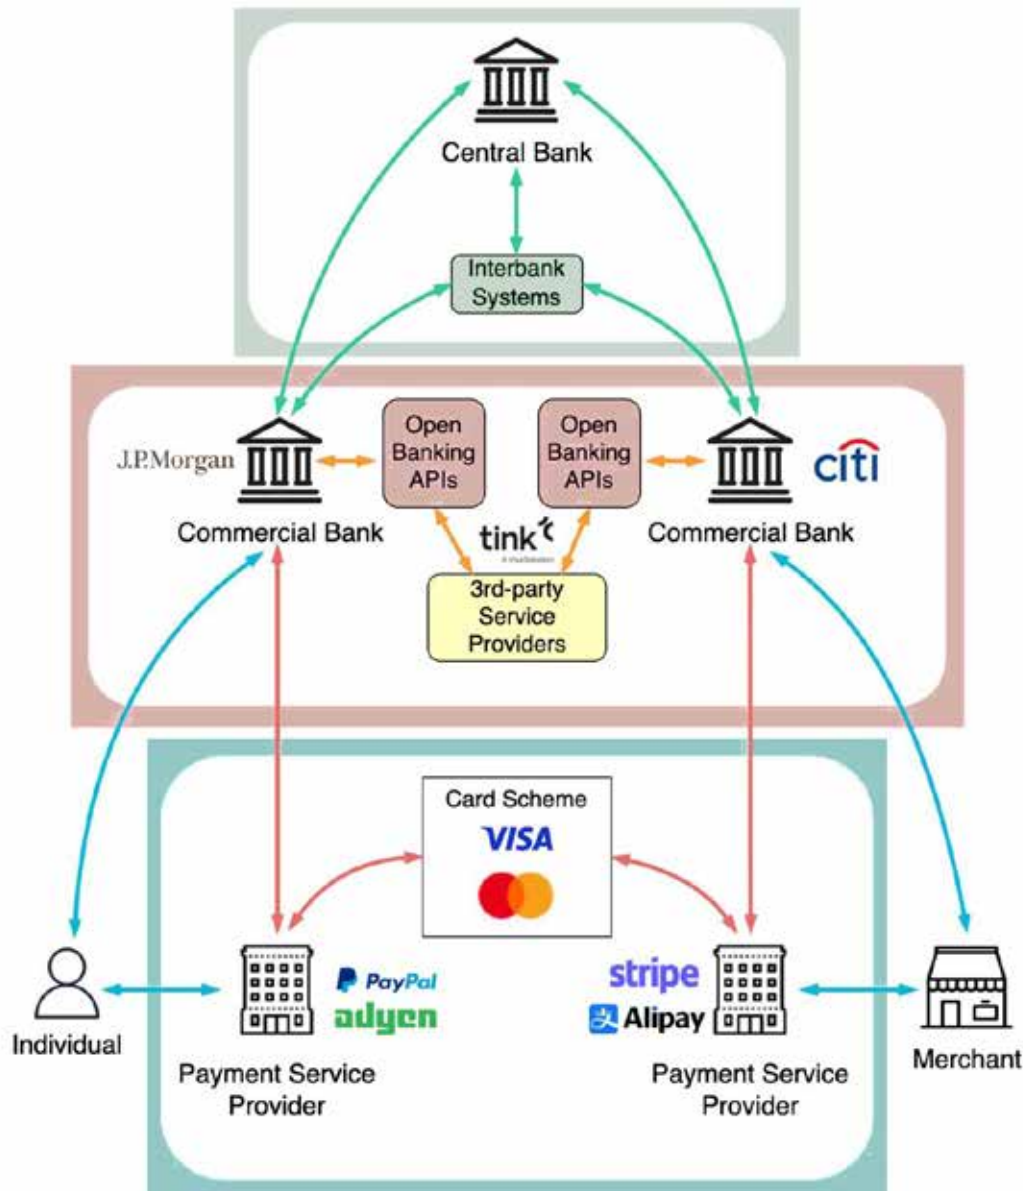 Central Bank
Interbank
Systems
J.P.Morgan
Open
Banking
APIs
Open
Banking
APIs
citi
Commercial Bank
tink
Commercial Bank
3rd-party
Service
Providers
Card Scheme
VISA
PayPal
adyen
stripe
Alipay
Individual
Payment Service
Provider
Payment Service
Provider
Merchant